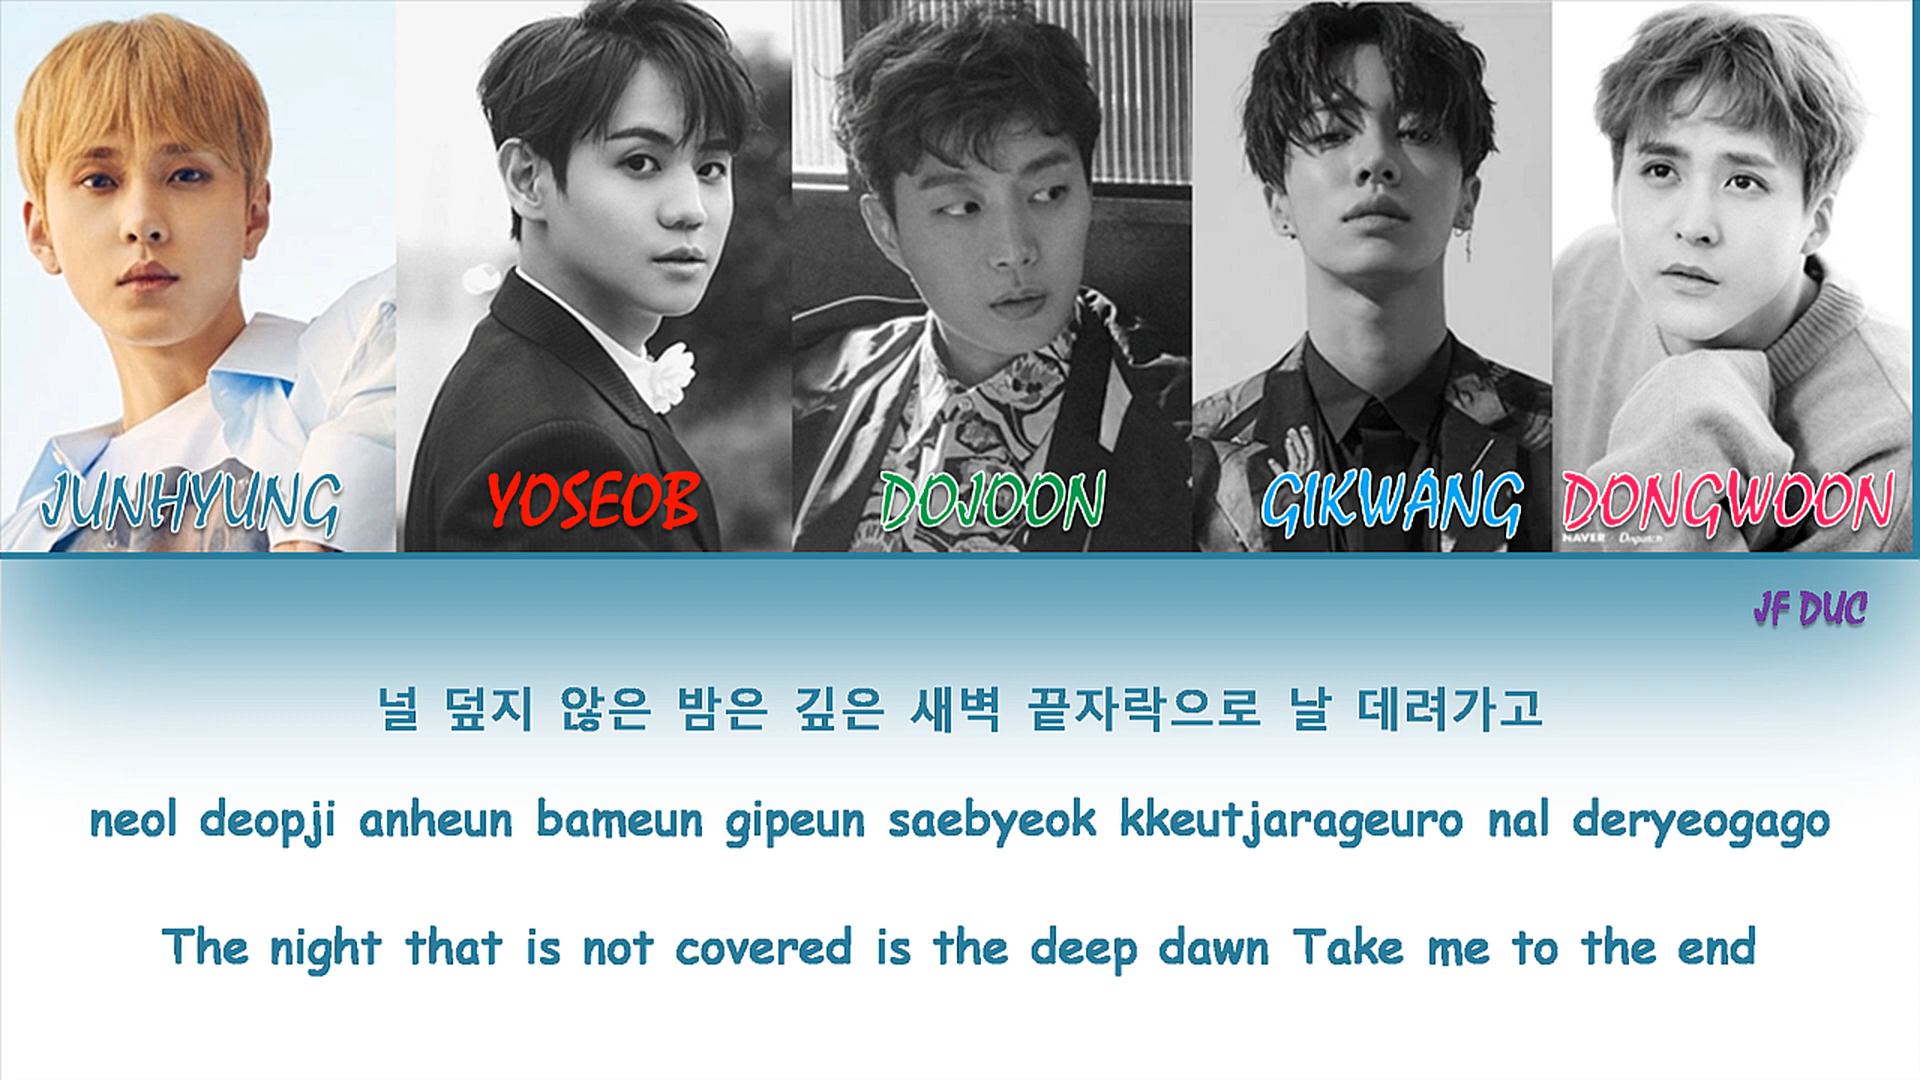 JUNHYUNG
YOSEOB
DOJOON
GIKWANG
DONGWOON
NAVER Dispatch
JF DUC
널 덮지 않은 밤은 깊은 새벽 끝자락으로 날 데려가고
neol deopji anheun bameun gipeun saebyeok kkeutjarageuro nal deryeogago
The night that is not covered is the deep dawn Take me to the end